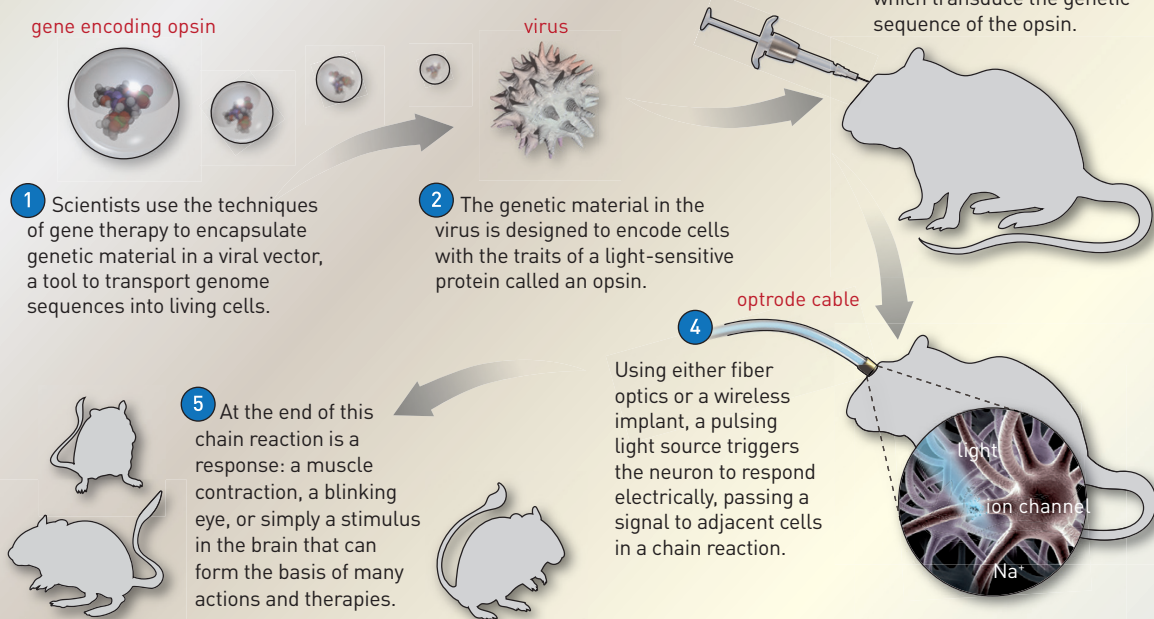 gene encoding opsin
virus
which transduce the genetic
sequence of the opsin.
1 Scientists use the techniques
of gene therapy to encapsulate
genetic material in a viral vector,
a tool to transport genome
sequences into living cells.
2 The genetic material in the
virus is designed to encode cells
with the traits of a light-sensitive
protein called an opsin.
optrode cable
4
Using either fiber
optics or a wireless
implant, a pulsing
light source triggers
the neuron to respond
electrically, passing a
signal to adjacent cells
in a chain reaction.
light
ion channel
Na⁺
5 At the end of this
chain reaction is a
response: a muscle
contraction, a blinking
eye, or simply a stimulus
in the brain that can
form the basis of many
actions and therapies.